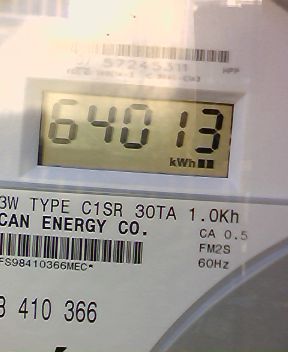 57245311
64013
kWh
3W TYPE C1SR 30TA 1.0Kh
CAN ENERGY CO.
CA 0.5
FM2S
FS98410366MEC*
60Hz
410 366